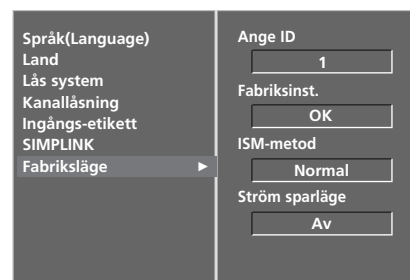 Språk(Language)
Land
Lås system
Kanallåsning
Ingångs-etikett
SIMPLINK
Fabriksläge ►
Ange ID
1
Fabriksinst.
OK
ISM-metod
Normal
Ström sparläge
Av